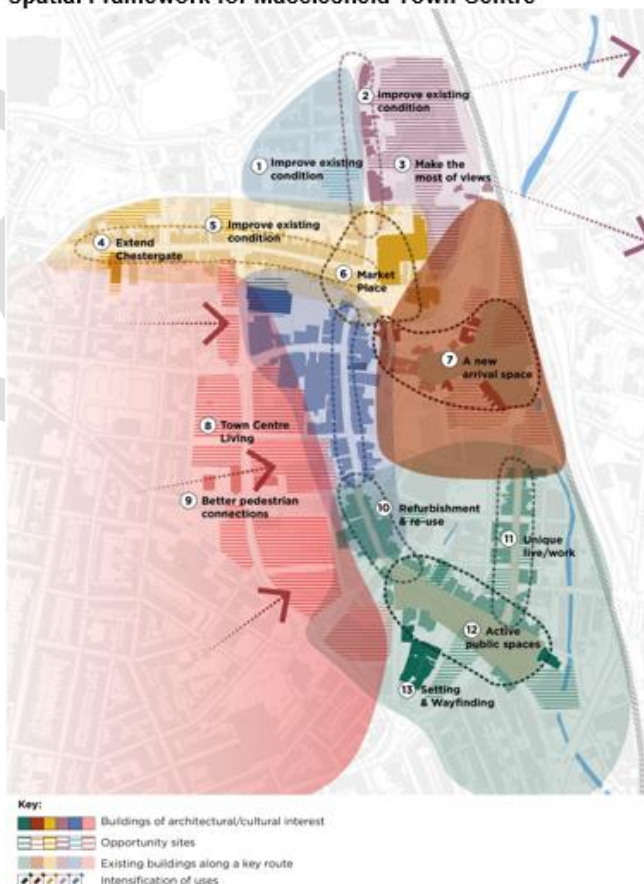 Spatial Framework for Macclesfield Town Centre
2 Improve existing
condition
1 Improve existing
condition
3 Make the
most of views
5 Improve existing
condition
4 Extend
Chestergate
6 Market
Place
7 A new
arrival space
8 Town Centre
Living
9 Better pedestrian
connections
10 Refurbishment
& re-use
11 Unique
live/work
12 Active
public spaces
13 Setting
& Wayfinding
Key:
Buildings of architectural/cultural interest
Opportunity sites
Existing buildings along a key route
Intensification of uses